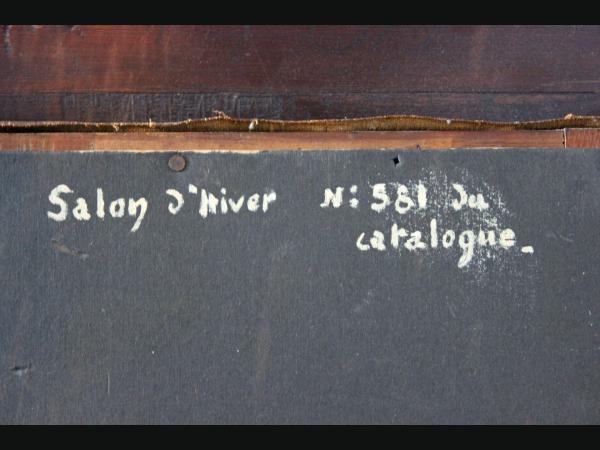 Salon d'hiver N: 581 du
catalogue.